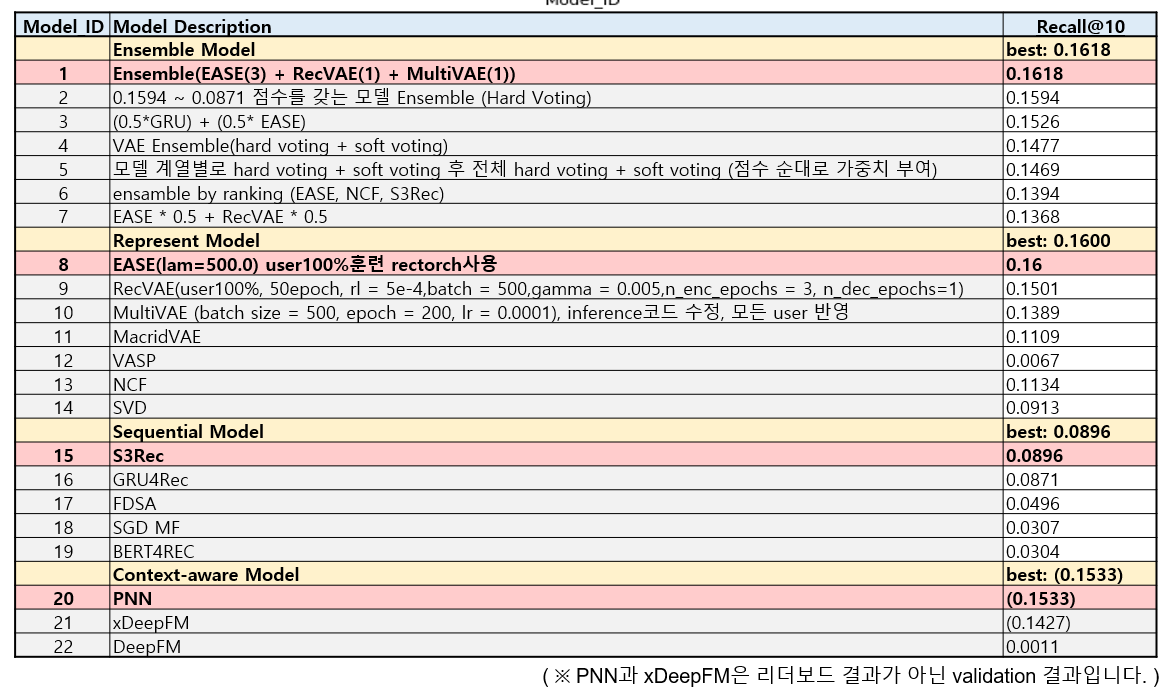 Model_ID
Model_ID Model Description Recall@10
Ensemble Model best: 0.1618
1 Ensemble(EASE(3) + RecVAE(1) + MultiVAE(1)) 0.1618
2 0.1594 ~ 0.0871 점수를 갖는 모델 Ensemble (Hard Voting) 0.1594
3 (0.5*GRU) + (0.5* EASE) 0.1526
4 VAE Ensemble(hard voting + soft voting) 0.1477
5 모델 계열별로 hard voting + soft voting 후 전체 hard voting + soft voting (점수 순대로 가중치 부여) 0.1469
6 ensamble by ranking (EASE, NCF, S3Rec) 0.1394
7 EASE * 0.5 + RecVAE * 0.5 0.1368
Represent Model best: 0.1600
8 EASE(lam=500.0) user100%훈련 rectorch사용 0.16
9 RecVAE(user100%, 50epoch, rl = 5e-4,batch = 500,gamma = 0.005,n_enc_epochs = 3, n_dec_epochs=1) 0.1501
10 MultiVAE (batch size = 500, epoch = 200, lr = 0.0001), inference코드 수정, 모든 user 반영 0.1389
11 MacridVAE 0.1109
12 VASP 0.0067
13 NCF 0.1134
14 SVD 0.0913
Sequential Model best: 0.0896
15 S3Rec 0.0896
16 GRU4Rec 0.0871
17 FDSA 0.0496
18 SGD MF 0.0307
19 BERT4REC 0.0304
Context-aware Model best: (0.1533)
20 PNN (0.1533)
21 xDeepFM (0.1427)
22 DeepFM 0.0011
( ※ PNN과 xDeepFM은 리더보드 결과가 아닌 validation 결과입니다. )